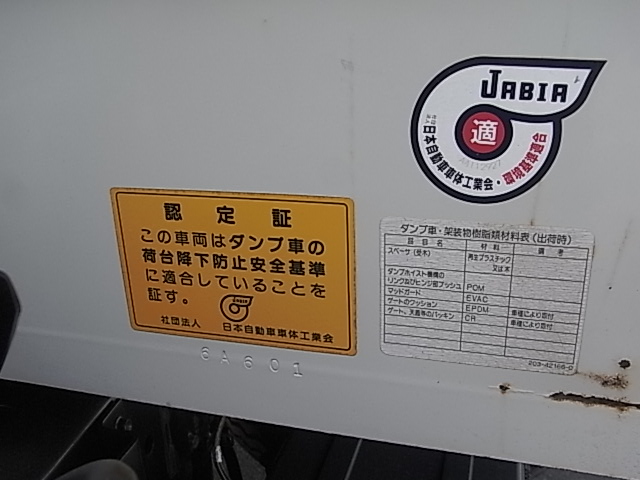 JABIA
適
社団法人
日本自動車車体工業会・環境基準適合
認定証
この車両はダンプ車の
荷台降下防止安全基準
に適合していることを
証す。
JABIA
社団法人 日本自動車車体工業会
ダンプ車・架装物樹脂類材料表(出荷時)
部品名 材料 備考
スペーサ(受木) 再生プラスチック
又は木
ダンプホイスト機構の
リンク及びヒンジ部ブッシュ POM
マッドガード EVAC 車種により取付
ゲートのクッション EPDM
ゲート、天蓋等のパッキン CR 車種により取付
203-42166-0
6A601